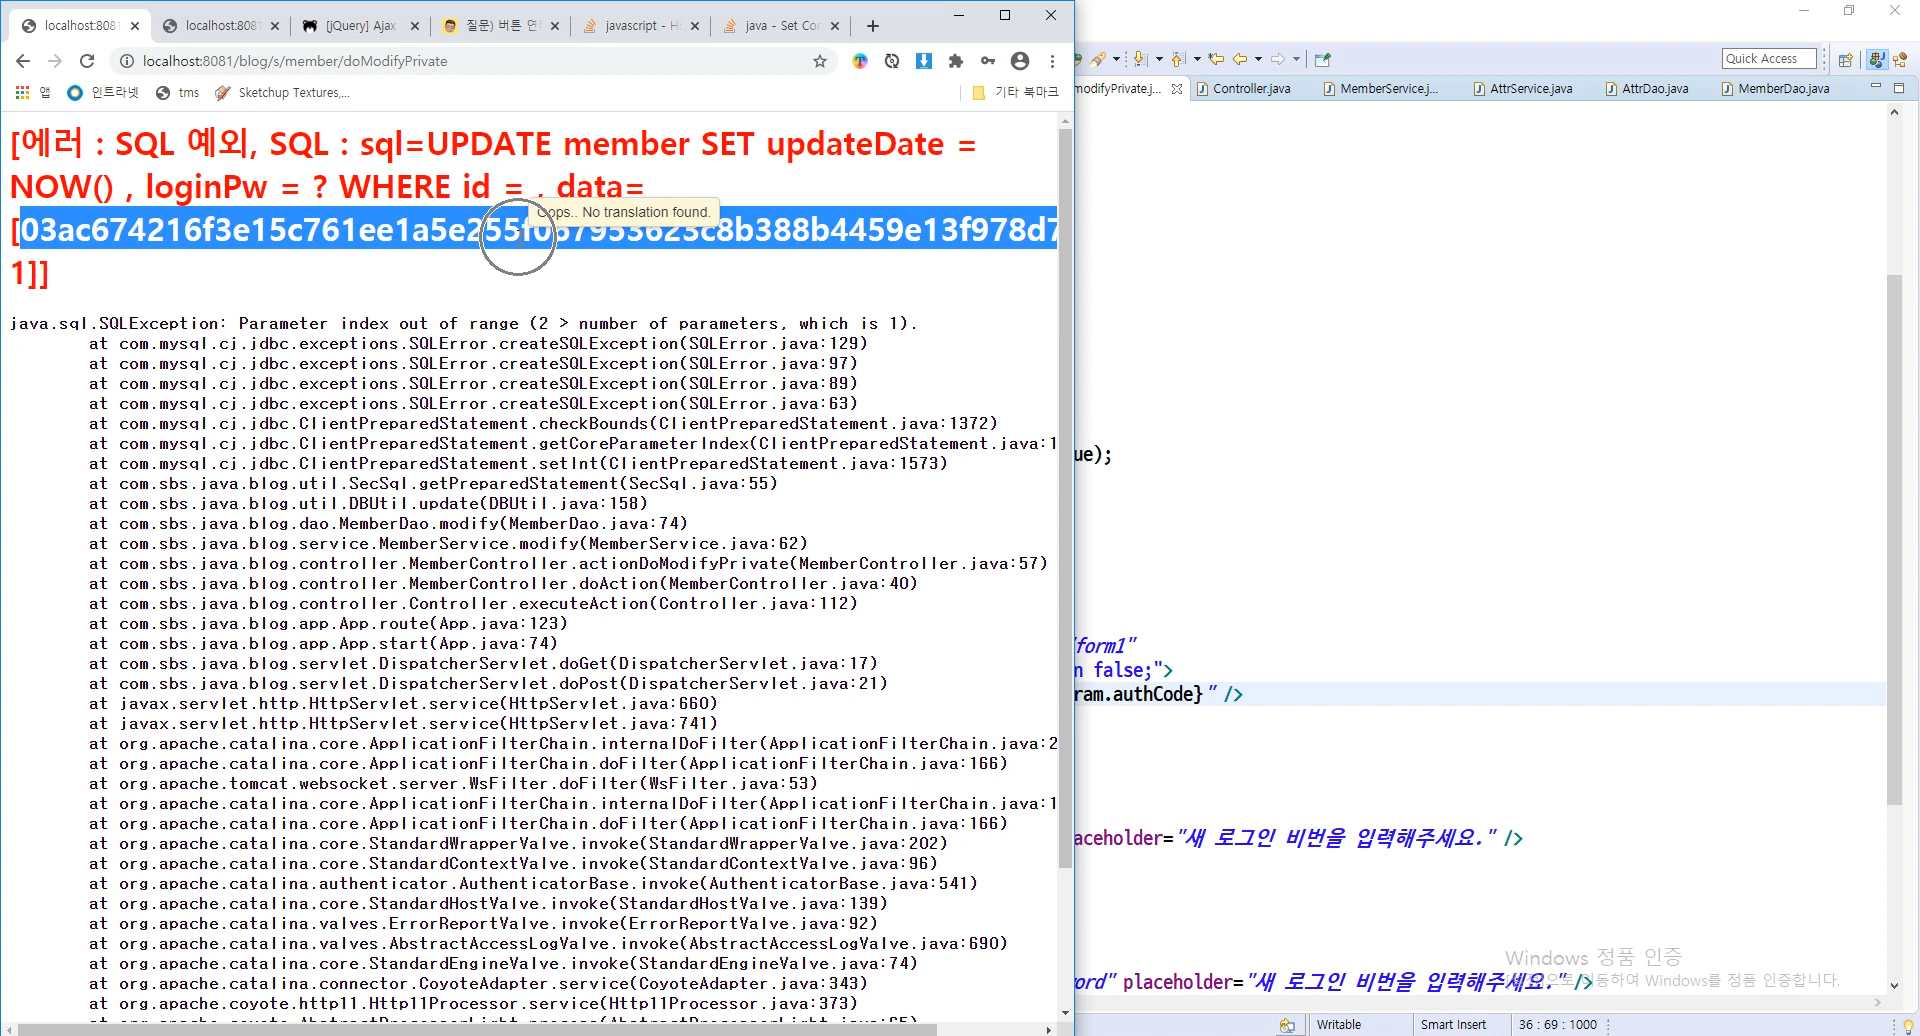 localhost:8081
localhost:8081
[jQuery] Ajax
질문) 버튼 연
javascript - H
java - Set Cor
localhost:8081/blog/s/member/doModifyPrivate
앱
인트라넷
tms
Sketchup Textures,...
기타 북마크
[에러 : SQL 예외, SQL : sql=UPDATE member SET updateDate =
NOW() , loginPw = ? WHERE id = , data=
Oops.. No translation found.
[03ac674216f3e15c761ee1a5e255f067953623c8b388b4459e13f978d7
1]]
java.sql.SQLException: Parameter index out of range (2 > number of parameters, which is 1).
at com.mysql.cj.jdbc.exceptions.SQLError.createSQLException(SQLError.java:129)
at com.mysql.cj.jdbc.exceptions.SQLError.createSQLException(SQLError.java:97)
at com.mysql.cj.jdbc.exceptions.SQLError.createSQLException(SQLError.java:89)
at com.mysql.cj.jdbc.exceptions.SQLError.createSQLException(SQLError.java:63)
at com.mysql.cj.jdbc.ClientPreparedStatement.checkBounds(ClientPreparedStatement.java:1372)
at com.mysql.cj.jdbc.ClientPreparedStatement.getCoreParameterIndex(ClientPreparedStatement.java:1
at com.mysql.cj.jdbc.ClientPreparedStatement.setInt(ClientPreparedStatement.java:1573)
at com.sbs.java.blog.util.SecSql.getPreparedStatement(SecSql.java:55)
at com.sbs.java.blog.util.DBUtil.update(DBUtil.java:158)
at com.sbs.java.blog.dao.MemberDao.modify(MemberDao.java:74)
at com.sbs.java.blog.service.MemberService.modify(MemberService.java:62)
at com.sbs.java.blog.controller.MemberController.actionDoModifyPrivate(MemberController.java:57)
at com.sbs.java.blog.controller.MemberController.doAction(MemberController.java:40)
at com.sbs.java.blog.controller.Controller.executeAction(Controller.java:112)
at com.sbs.java.blog.app.App.route(App.java:123)
at com.sbs.java.blog.app.App.start(App.java:74)
at com.sbs.java.blog.servlet.DispatcherServlet.doGet(DispatcherServlet.java:17)
at com.sbs.java.blog.servlet.DispatcherServlet.doPost(DispatcherServlet.java:21)
at javax.servlet.http.HttpServlet.service(HttpServlet.java:660)
at javax.servlet.http.HttpServlet.service(HttpServlet.java:741)
at org.apache.catalina.core.ApplicationFilterChain.internalDoFilter(ApplicationFilterChain.java:2
at org.apache.catalina.core.ApplicationFilterChain.doFilter(ApplicationFilterChain.java:166)
at org.apache.tomcat.websocket.server.WsFilter.doFilter(WsFilter.java:53)
at org.apache.catalina.core.ApplicationFilterChain.internalDoFilter(ApplicationFilterChain.java:1
at org.apache.catalina.core.ApplicationFilterChain.doFilter(ApplicationFilterChain.java:166)
at org.apache.catalina.core.StandardWrapperValve.invoke(StandardWrapperValve.java:202)
at org.apache.catalina.core.StandardContextValve.invoke(StandardContextValve.java:96)
at org.apache.catalina.authenticator.AuthenticatorBase.invoke(AuthenticatorBase.java:541)
at org.apache.catalina.core.StandardHostValve.invoke(StandardHostValve.java:139)
at org.apache.catalina.valves.ErrorReportValve.invoke(ErrorReportValve.java:92)
at org.apache.catalina.valves.AbstractAccessLogValve.invoke(AbstractAccessLogValve.java:690)
at org.apache.catalina.core.StandardEngineValve.invoke(StandardEngineValve.java:74)
at org.apache.catalina.connector.CoyoteAdapter.service(CoyoteAdapter.java:343)
at org.apache.coyote.http11.Http11Processor.service(Http11Processor.java:373)
at org.apache.coyote.AbstractProcessorLight.process(AbstractProcessorLight.java:65)
Quick Access
modifyPrivate.j...
Controller.java
MemberService.j...
AttrService.java
AttrDao.java
MemberDao.java
ue);
"form1"
n false;">
ram.authCode}" />
aceholder="새 로그인 비번을 입력해주세요." />
Windows 정품 인증
ord" placeholder="새 로그인 비번을 입력해주세요." />
동하여 Windows를 정품 인증합니다.
Writable
Smart Insert
36 : 69 : 1000